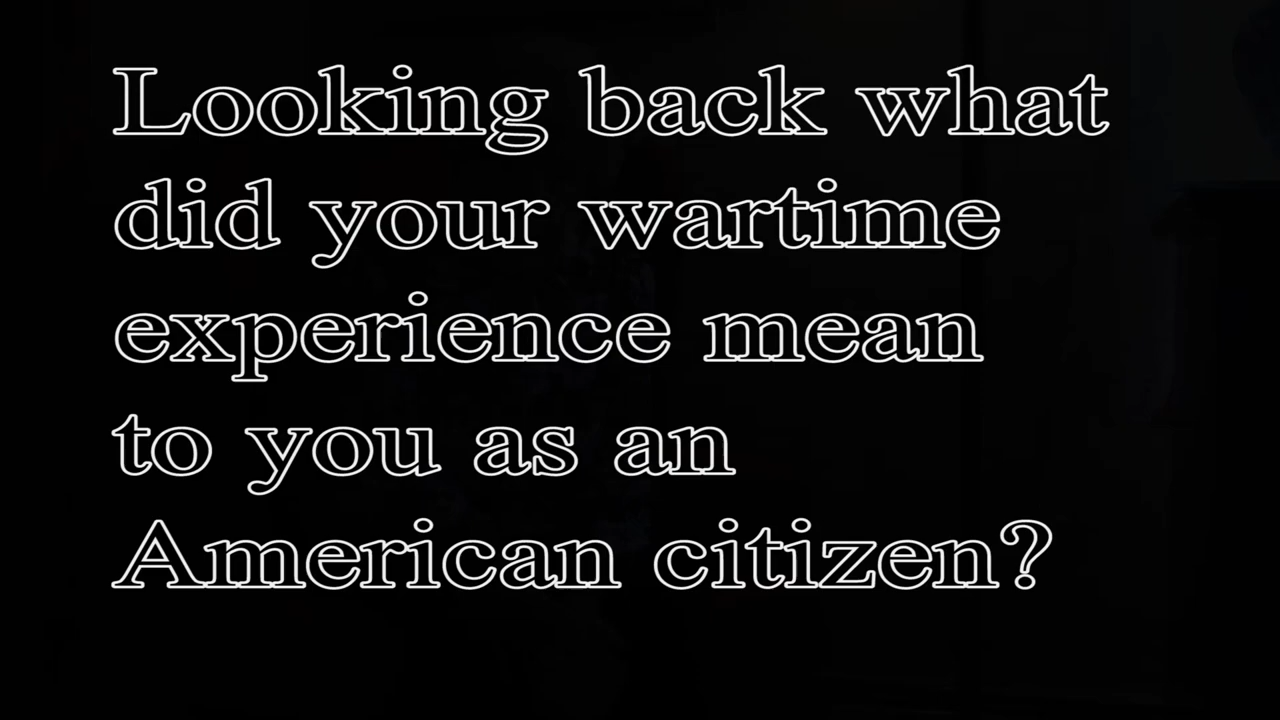 Looking back what
did your wartime
experience mean
to you as an
American citizen?